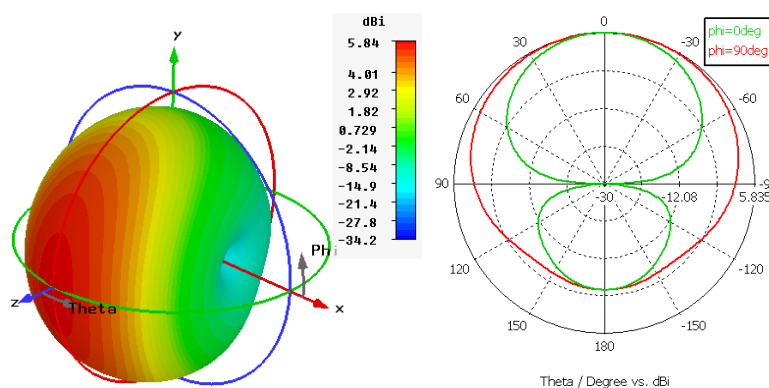 dBi
5.84
4.01
2.92
1.82
0.729
-2.14
-8.54
-14.9
-21.4
-27.8
-34.2
y
Phi
x
z
Theta
phi=0deg
phi=90deg
0
30
-30
60
-60
90
-30
-12.08
5.835
-9
120
-120
150
-150
180
Theta / Degree vs. dBi